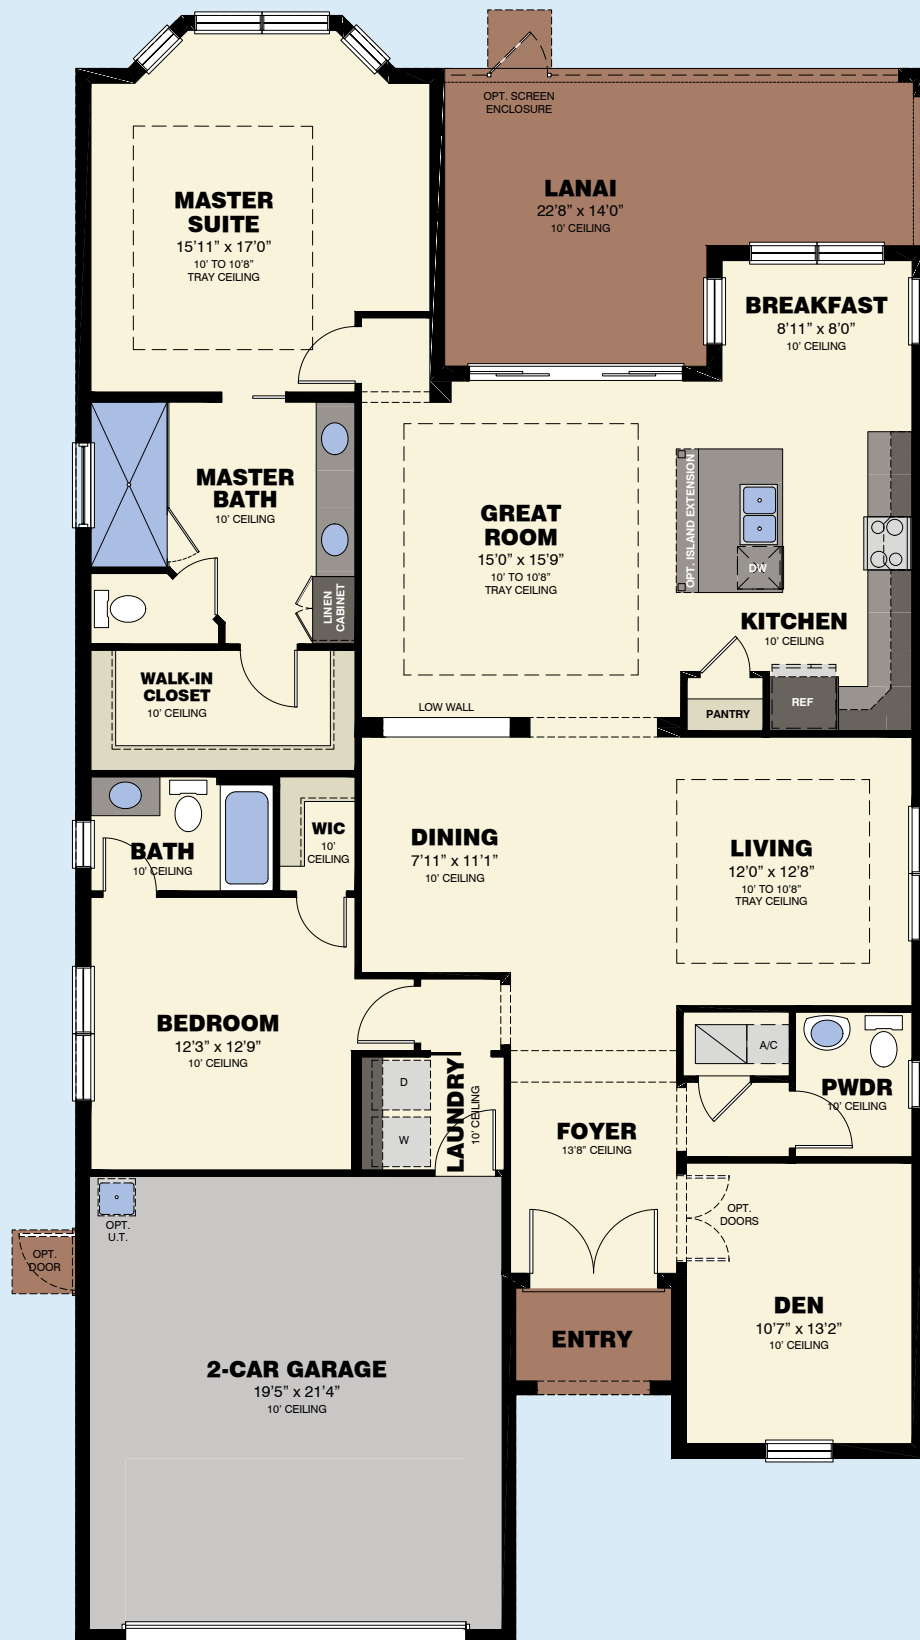 OPT. SCREEN
ENCLOSURE
MASTER
SUITE
15'11" x 17'0"
10' TO 10'8"
TRAY CEILING
LANAI
22'8" x 14'0"
10' CEILING
BREAKFAST
8'11" x 8'0"
10' CEILING
MASTER
BATH
10' CEILING
GREAT
ROOM
15'0" x 15'9"
10' TO 10'8"
TRAY CEILING
OPT. ISLAND EXTENSION
DW
LINEN
CABINET
KITCHEN
10' CEILING
WALK-IN
CLOSET
10' CEILING
LOW WALL
PANTRY
REF
BATH
10' CEILING
WIC
10'
CEILING
DINING
7'11" x 11'1"
10' CEILING
LIVING
12'0" x 12'8"
10' TO 10'8"
TRAY CEILING
BEDROOM
12'3" x 12'9"
10' CEILING
D
W
LAUNDRY
10' CEILING
A/C
PWDR
10' CEILING
FOYER
13'8" CEILING
OPT.
U.T.
OPT.
DOORS
OPT.
DOOR
ENTRY
DEN
10'7" x 13'2"
10' CEILING
2-CAR GARAGE
19'5" x 21'4"
10' CEILING